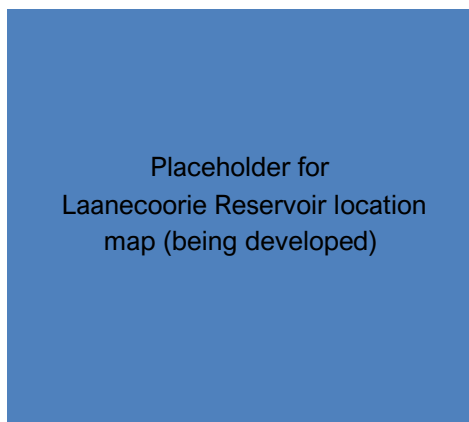 Placeholder for
Laanecoorie Reservoir location
map (being developed)